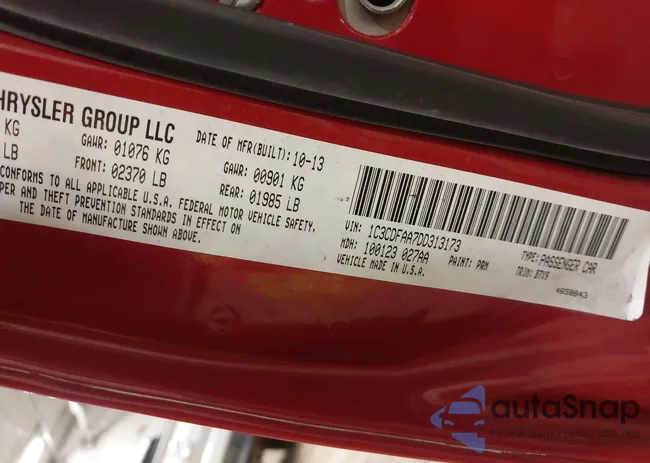 HRYSLER GROUP LLC
DATE OF MFR(BUILT): 10-13
KG GAWR: 01076 KG GAWR: 00901 KG
LB FRONT: 02370 LB REAR: 01985 LB
CONFORMS TO ALL APPLICABLE U.S.A. FEDERAL MOTOR VEHICLE SAFETY,
PER AND THEFT PREVENTION STANDARDS IN EFFECT ON
THE DATE OF MANUFACTURE SHOWN ABOVE.
VIN: 1C3CDFAA7DD313173
TYPE: PASSENGER CAR
MDH: 100123 027AA PAINT: PRM TRIM: B7X9
VEHICLE MADE IN U.S.A. 4658843
autaSnap